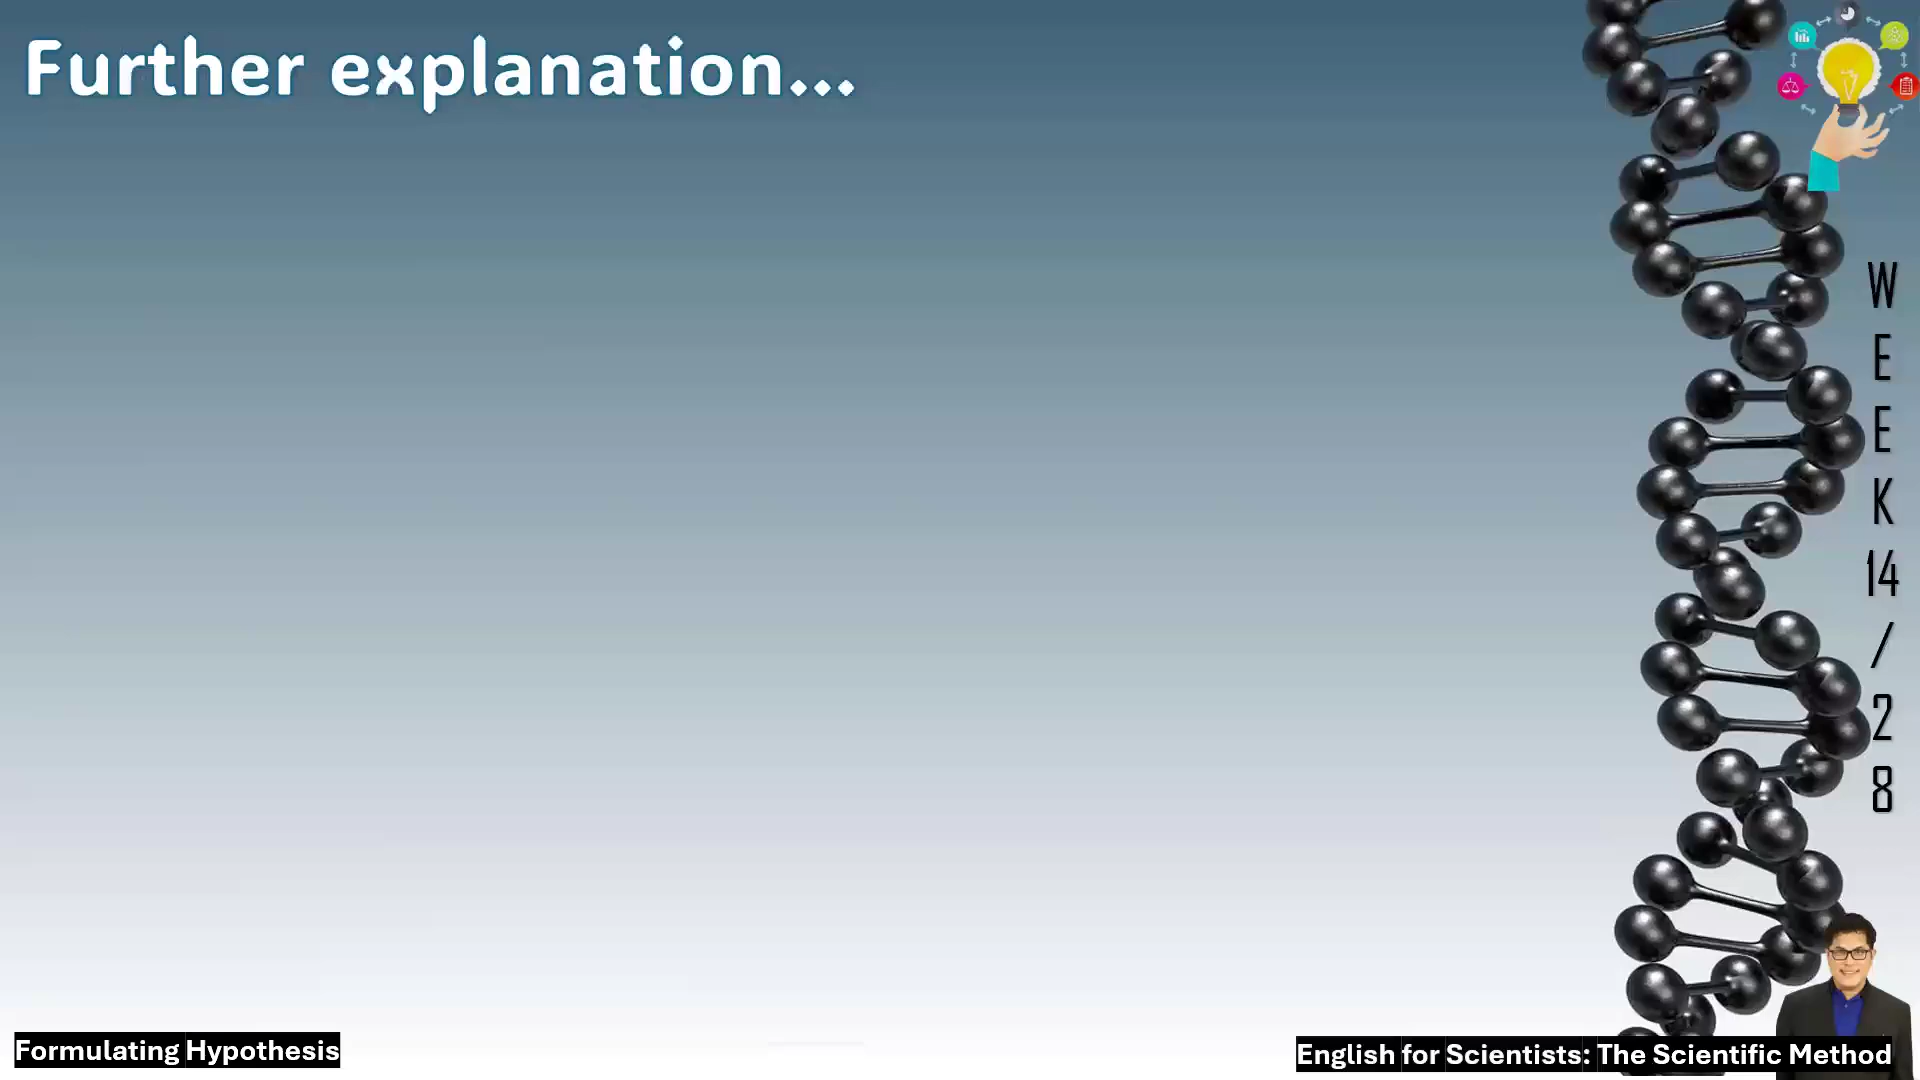 Further explanation...
W
E
E
K
14
/
2
8
Formulating Hypothesis
English for Scientists: The Scientific Method